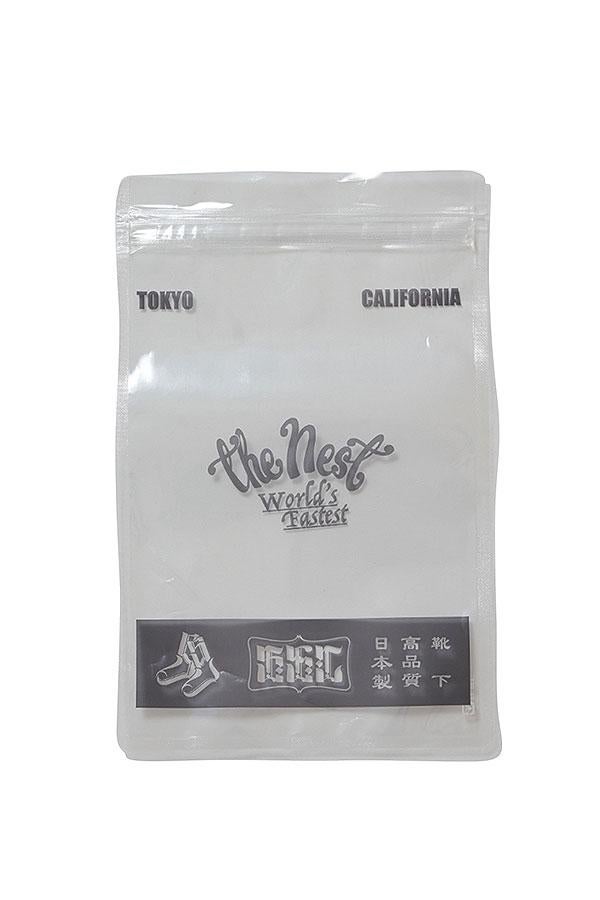 TOKYO
CALIFORNIA
the Nest
World's
Fastest
靴下
高品質
日本製